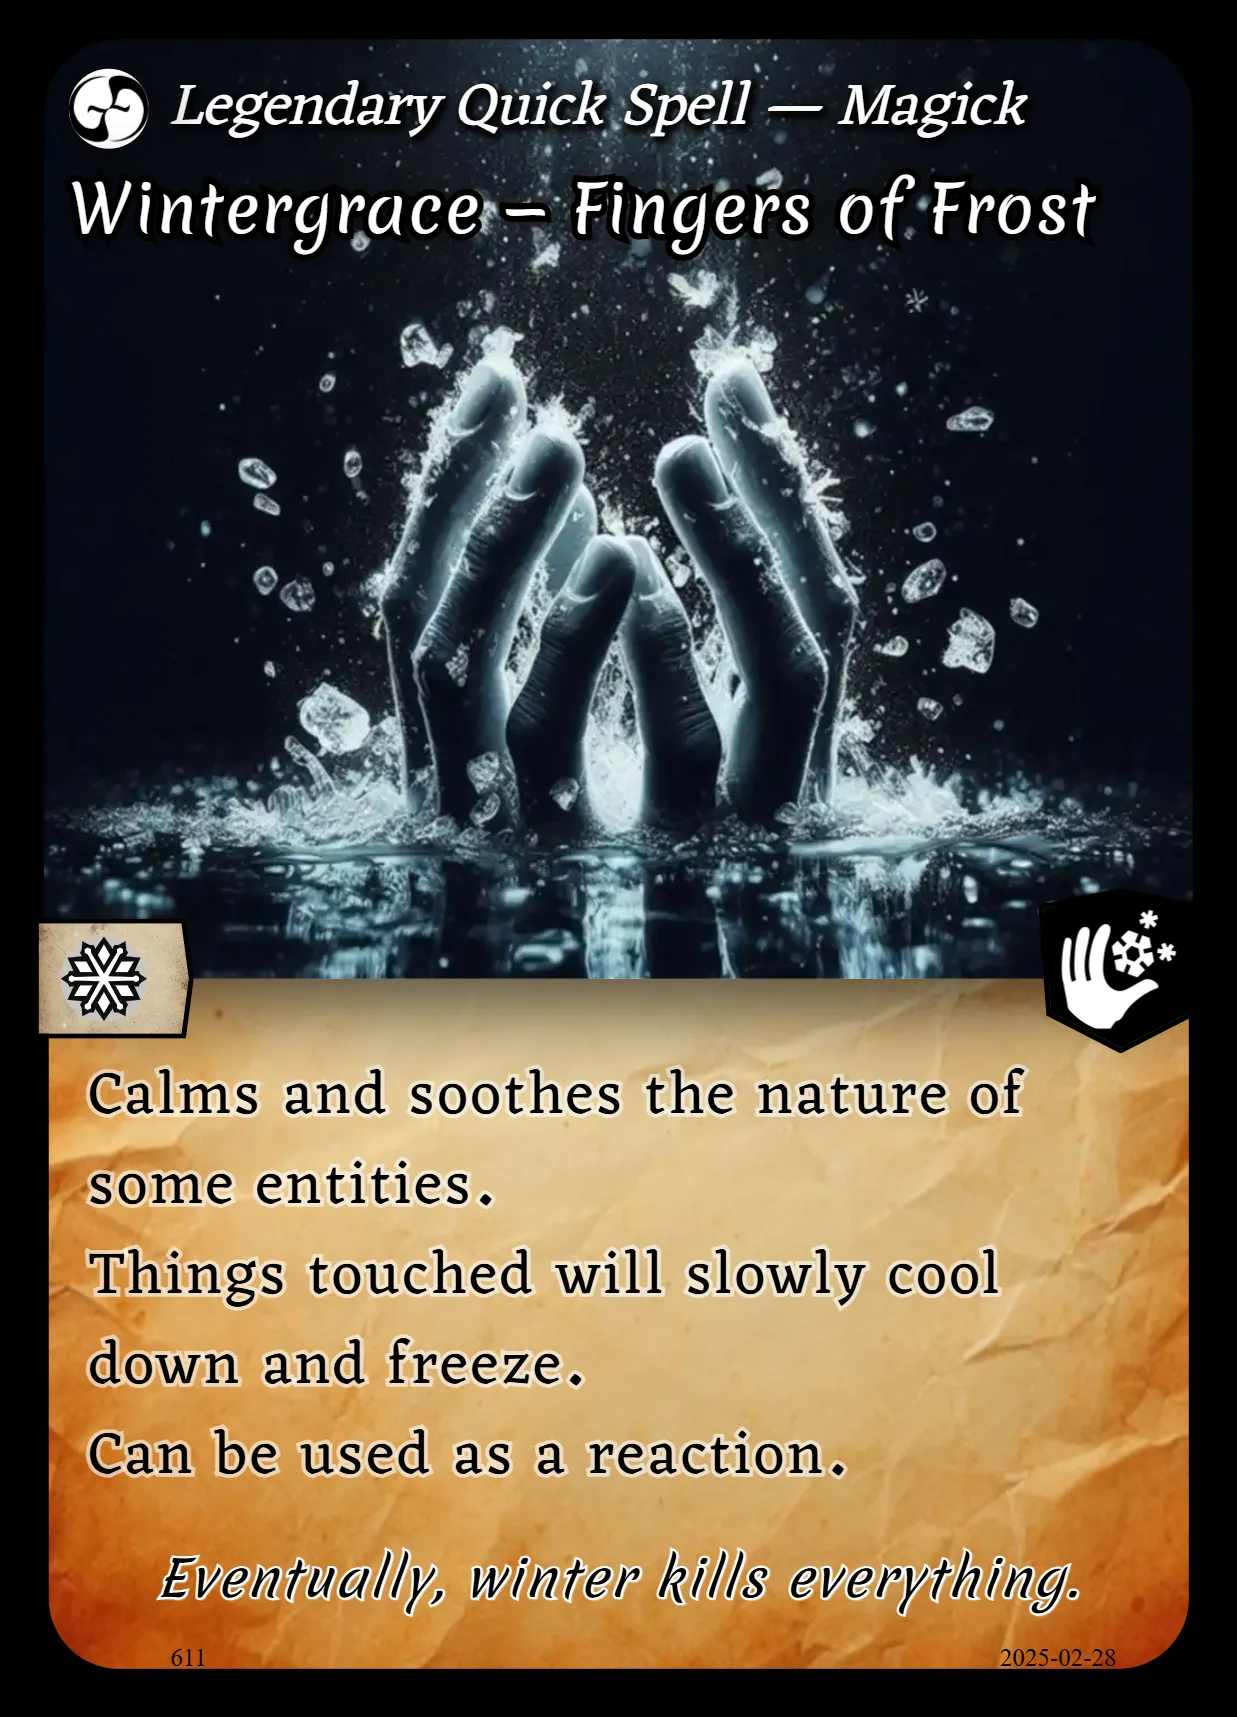 Legendary Quick Spell — Magick
Wintergrace – Fingers of Frost
Calms and soothes the nature of
some entities.
Things touched will slowly cool
down and freeze.
Can be used as a reaction.
Eventually, winter kills everything.
611 2025-02-28